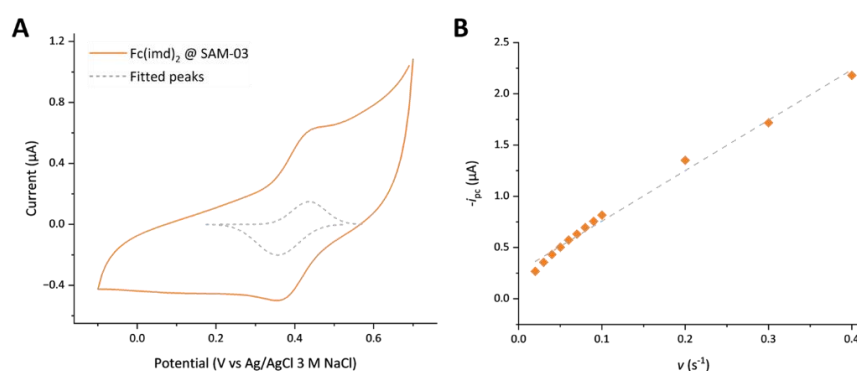 A
B
Fc(imd)₂ @ SAM-03
Fitted peaks
Current (µA)
1.2
0.8
0.4
0.0
−0.4
0.0
0.2
0.4
0.6
Potential (V vs Ag/AgCl 3 M NaCl)
-iₚc (µA)
2.5
2.0
1.5
1.0
0.5
0.0
0.0
0.1
0.2
0.3
0.4
v (s⁻¹)